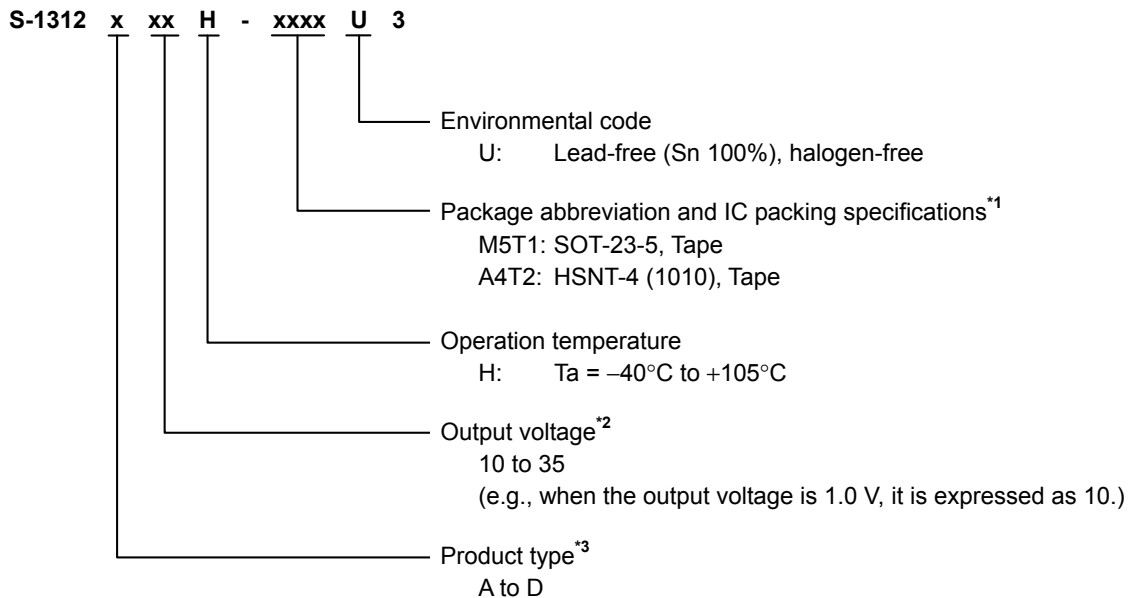 S-1312 x xx H - xxxx U 3
Environmental code
U: Lead-free (Sn 100%), halogen-free
Package abbreviation and IC packing specifications*1
M5T1: SOT-23-5, Tape
A4T2: HSNT-4 (1010), Tape
Operation temperature
H: Ta = −40°C to +105°C
Output voltage*2
10 to 35
(e.g., when the output voltage is 1.0 V, it is expressed as 10.)
Product type*3
A to D